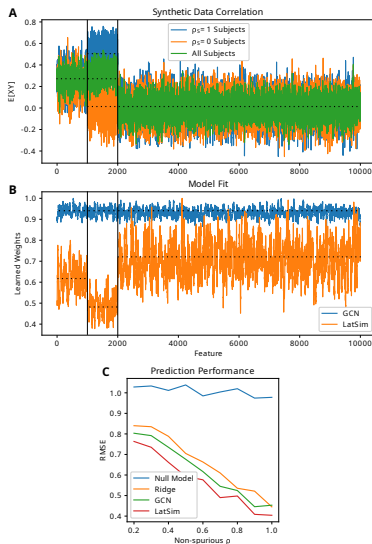 A
Synthetic Data Correlation
E[XY]
0.8
0.6
0.4
0.2
0.0
-0.2
-0.4
ρS= 1 Subjects
ρS= 0 Subjects
All Subjects
0 2000 4000 6000 8000 10000
B
Model Fit
Learned Weights
1.0
0.9
0.8
0.7
0.6
0.5
0.4
GCN
LatSim
0 2000 4000 6000 8000 10000
Feature
C
Prediction Performance
RMSE
1.0
0.9
0.8
0.7
0.6
0.5
0.4
Null Model
Ridge
GCN
LatSim
0.2 0.4 0.6 0.8 1.0
Non-spurious ρ